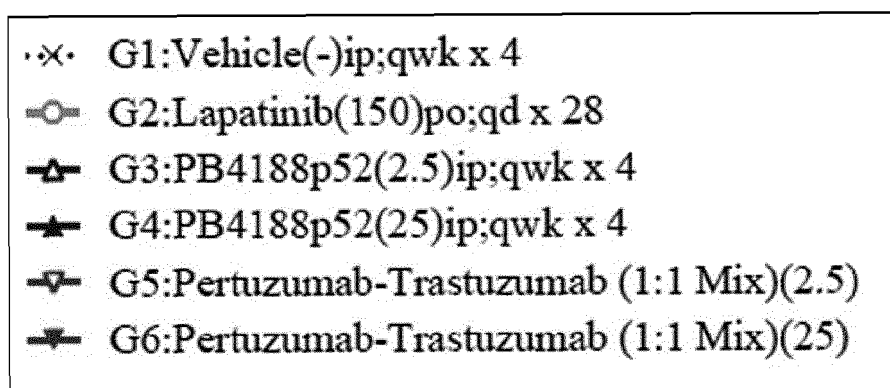 G1:Vehicle(-)ip;qwk x 4
G2:Lapatinib(150)po;qd x 28
G3:PB4188p52(2.5)ip;qwk x 4
G4:PB4188p52(25)ip;qwk x 4
G5:Pertuzumab-Trastuzumab (1:1 Mix)(2.5)
G6:Pertuzumab-Trastuzumab (1:1 Mix)(25)